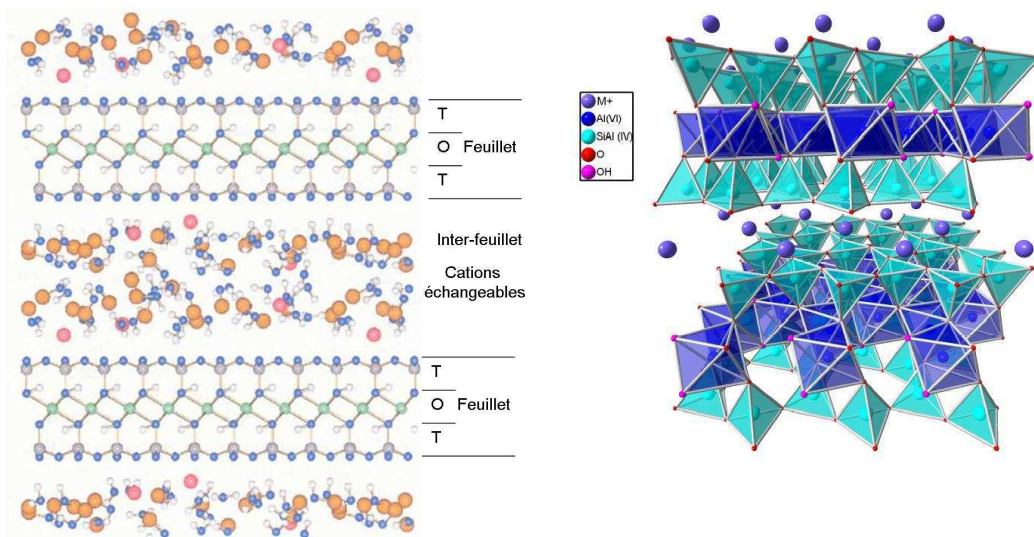 T
O Feuillet
T
Inter-feuillet
Cations
échangeables
T
O Feuillet
T
M+
Al(VI)
SiAl (IV)
O
OH